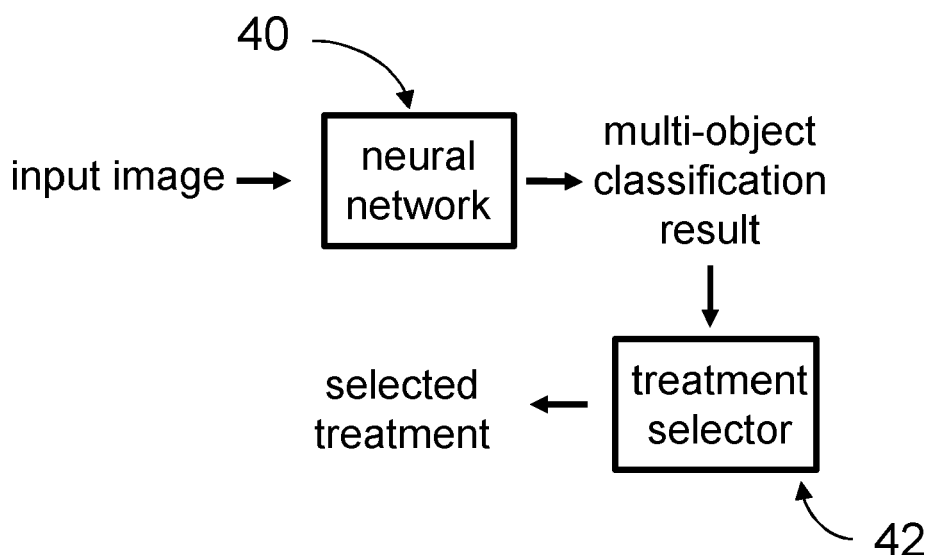 40
input image
neural
network
multi-object
classification
result
selected
treatment
treatment
selector
42